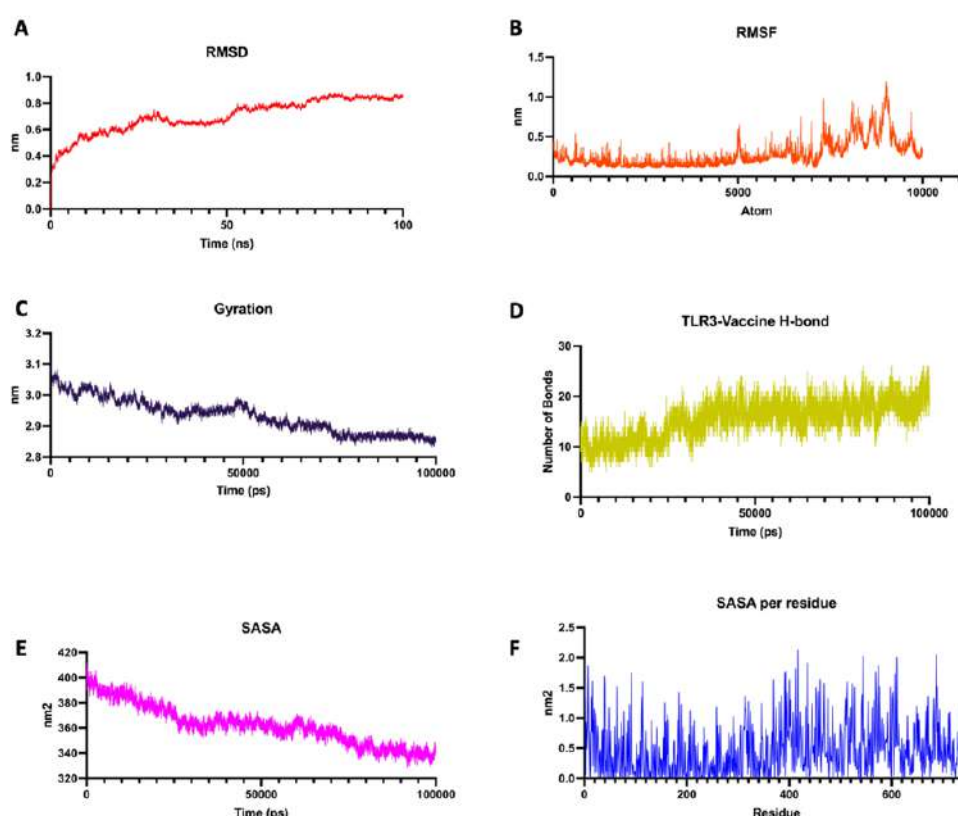 A
RMSD
nm
1.0
0.8
0.6
0.4
0.2
0.0
0
50
100
Time (ns)
B
RMSF
nm
1.5
1.0
0.5
0.0
0
5000
10000
Atom
C
Gyration
nm
3.2
3.1
3.0
2.9
2.8
0
50000
100000
Time (ps)
D
TLR3-Vaccine H-bond
Number of Bonds
30
20
10
0
0
50000
100000
Time (ps)
E
SASA
nm2
420
400
380
360
340
320
0
50000
100000
Time (ps)
F
SASA per residue
nm2
2.5
2.0
1.5
1.0
0.5
0.0
0
200
400
600
Residue